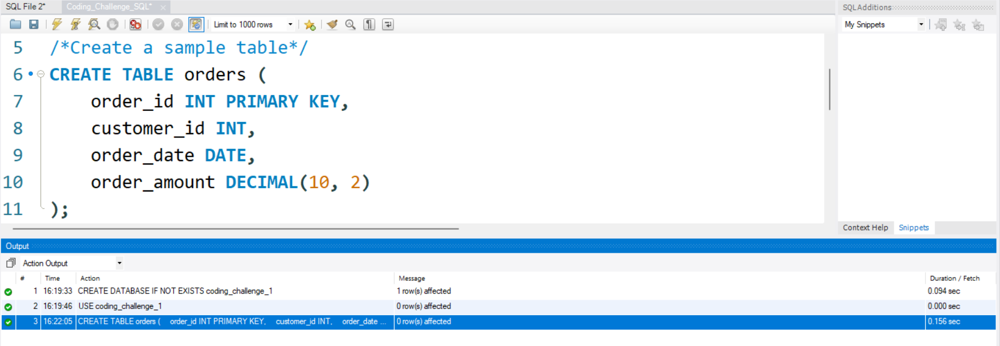 SQL File 2* Coding_Challenge_SQL* ×
SQLAdditions
Limit to 1000 rows
My Snippets
5 /*Create a sample table*/
6 CREATE TABLE orders (
7 order_id INT PRIMARY KEY,
8 customer_id INT,
9 order_date DATE,
10 order_amount DECIMAL(10, 2)
11 );
Context Help Snippets
Output
Action Output
# Time Action Message Duration / Fetch
1 16:19:33 CREATE DATABASE IF NOT EXISTS coding_challenge_1 1 row(s) affected 0.094 sec
2 16:19:46 USE coding_challenge_1 0 row(s) affected 0.000 sec
3 16:22:05 CREATE TABLE orders ( order_id INT PRIMARY KEY, customer_id INT, order_date ... 0 row(s) affected 0.156 sec